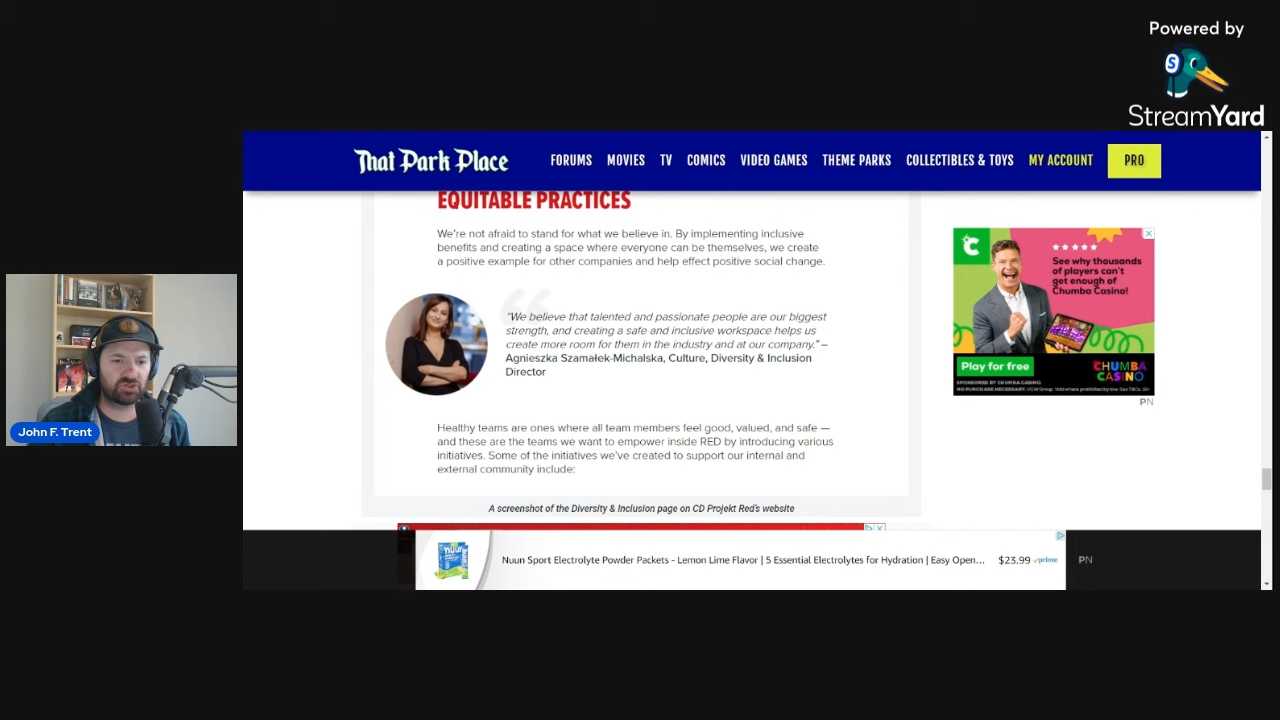 Powered by
StreamYard
That Park Place
FORUMS MOVIES TV COMICS VIDEO GAMES THEME PARKS COLLECTIBLES & TOYS MY ACCOUNT PRO
EQUITABLE PRACTICES
We're not afraid to stand for what we believe in. By implementing inclusive
benefits and creating a space where everyone can be themselves, we create
a positive example for other companies and help effect positive social change.
"We believe that talented and passionate people are our biggest
strength, and creating a safe and inclusive workspace helps us
create more room for them in the industry and at our company." –
Agnieszka Szamałek-Michalska, Culture, Diversity & Inclusion
Director
Healthy teams are ones where all team members feel good, valued, and safe —
and these are the teams we want to empower inside RED by introducing various
initiatives. Some of the initiatives we've created to support our internal and
external community include:
A screenshot of the Diversity & Inclusion page on CD Projekt Red's website
See why thousands
of players can't
get enough of
Chumba Casino!
Play for free
CHUMBA
CASINO
SPONSORED BY CHUMBA CASINO.
PN
John F. Trent
nuun
Nuun Sport Electrolyte Powder Packets - Lemon Lime Flavor | 5 Essential Electrolytes for Hydration | Easy Open...
$23.99 prime
PN